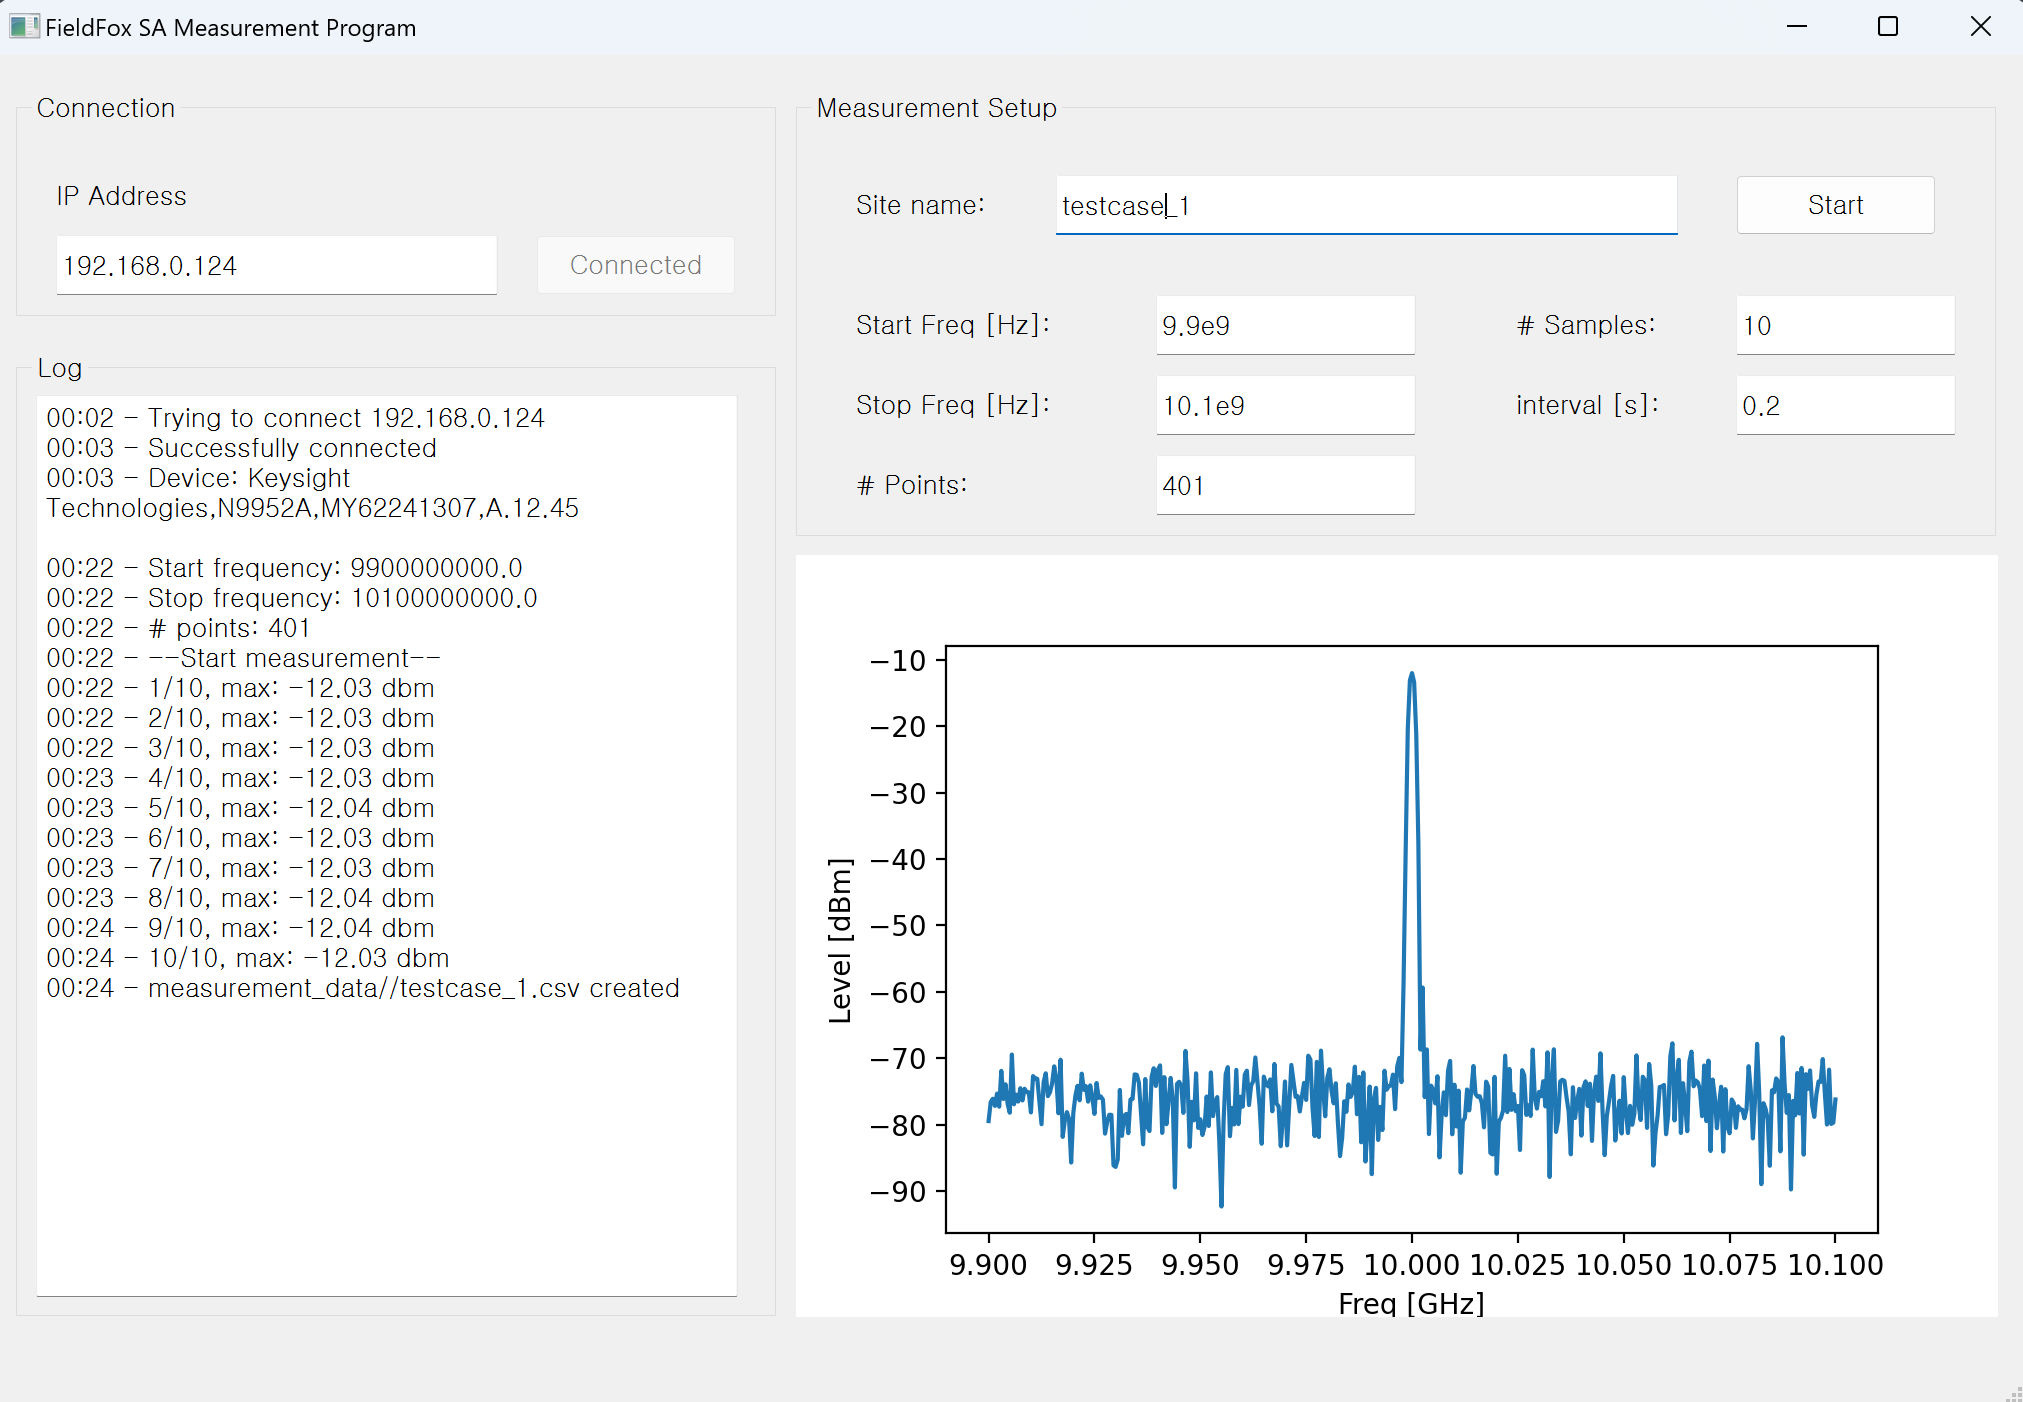 FieldFox SA Measurement Program
Connection
IP Address
192.168.0.124
Connected
Log
00:02 - Trying to connect 192.168.0.124
00:03 - Successfully connected
00:03 - Device: Keysight
Technologies,N9952A,MY62241307,A.12.45
00:22 - Start frequency: 9900000000.0
00:22 - Stop frequency: 10100000000.0
00:22 - # points: 401
00:22 - --Start measurement--
00:22 - 1/10, max: -12.03 dbm
00:22 - 2/10, max: -12.03 dbm
00:22 - 3/10, max: -12.03 dbm
00:23 - 4/10, max: -12.03 dbm
00:23 - 5/10, max: -12.04 dbm
00:23 - 6/10, max: -12.03 dbm
00:23 - 7/10, max: -12.03 dbm
00:23 - 8/10, max: -12.04 dbm
00:24 - 9/10, max: -12.04 dbm
00:24 - 10/10, max: -12.03 dbm
00:24 - measurement_data//testcase_1.csv created
Measurement Setup
Site name: testcase_1 Start
Start Freq [Hz]: 9.9e9 # Samples: 10
Stop Freq [Hz]: 10.1e9 interval [s]: 0.2
# Points: 401
Level [dBm]
−10
−20
−30
−40
−50
−60
−70
−80
−90
9.900 9.925 9.950 9.975 10.000 10.025 10.050 10.075 10.100
Freq [GHz]